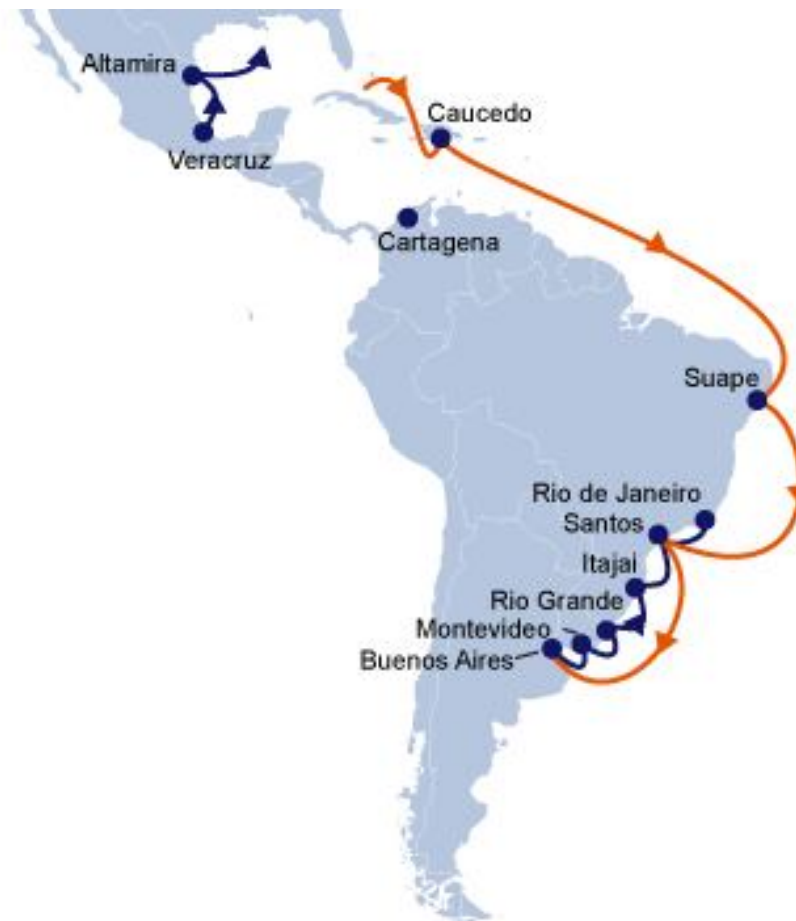 Altamira
Caucedo
Veracruz
Cartagena
Suape
Rio de Janeiro
Santos
Itajai
Rio Grande
Montevideo
Buenos Aires